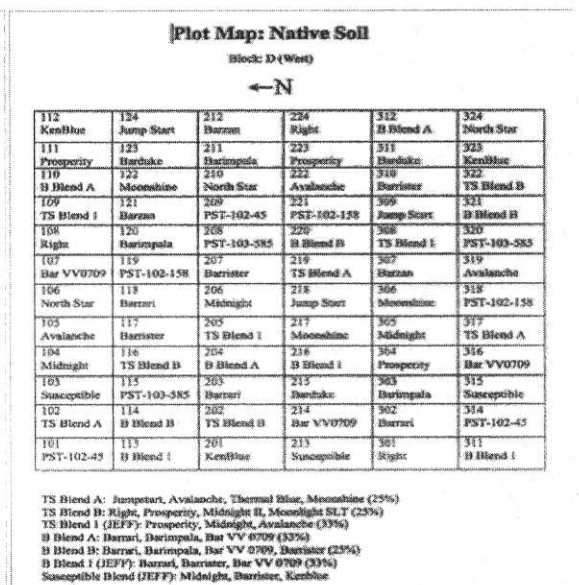 Plot Map: Native Soil
Block: D (West)
←N
112 124 212 224 312 324
KenBlue Jump Start Barzan Right B Blend A North Star
111 123 211 223 311 323
Prosperity Barduke Barimpala Prosperity Barduke KenBlue
110 122 210 222 310 322
B Blend A Moonshine North Star Avalanche Barrister TS Blend B
109 121 209 221 309 321
TS Blend 1 Barzan PST-102-45 PST-102-158 Jump Start B Blend B
108 120 208 220 308 320
Right Barimpala PST-103-585 B Blend B TS Blend 1 PST-103-585
107 119 207 219 307 319
Bar VV0709 PST-102-158 Barrister TS Blend A Barzan Avalanche
106 118 206 218 306 318
North Star Barrari Midnight Jump Start Moonshine PST-102-158
105 117 205 217 305 317
Avalanche Barrister TS Blend 1 Moonshine Midnight TS Blend A
104 116 204 216 304 316
Midnight TS Blend B B Blend A B Blend 1 Prosperity Bar VV0709
103 115 203 215 303 315
Susceptible PST-103-585 Barrari Barduke Barimpala Susceptible
102 114 202 214 302 314
TS Blend A B Blend B TS Blend B Bar VV0709 Barrari PST-102-45
101 113 201 213 301 311
PST-102-45 B Blend 1 KenBlue Susceptible Right B Blend 1
TS Blend A: Jumpstart, Avalanche, Thermal Blue, Moonshine (25%)
TS Blend B: Right, Prosperity, Midnight II, Moonlight SLT (25%)
TS Blend 1 (JEFF): Prosperity, Midnight, Avalanche (33%)
B Blend A: Barrari, Barimpala, Bar VV 0709 (33%)
B Blend B: Barrari, Barimpala, Bar VV 0709, Barrister (25%)
B Blend 1 (JEFF): Barrari, Barrister, Bar VV 0709 (33%)
Susceptible Blend (JEFF): Midnight, Barrister, Kenblue